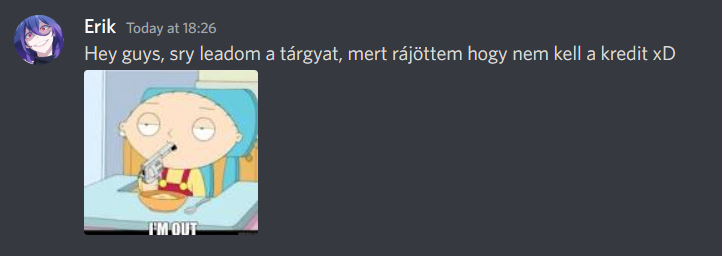 Erik Today at 18:26
Hey guys, sry leadom a tárgyat, mert rájöttem hogy nem kell a kredit xD
I'M OUT